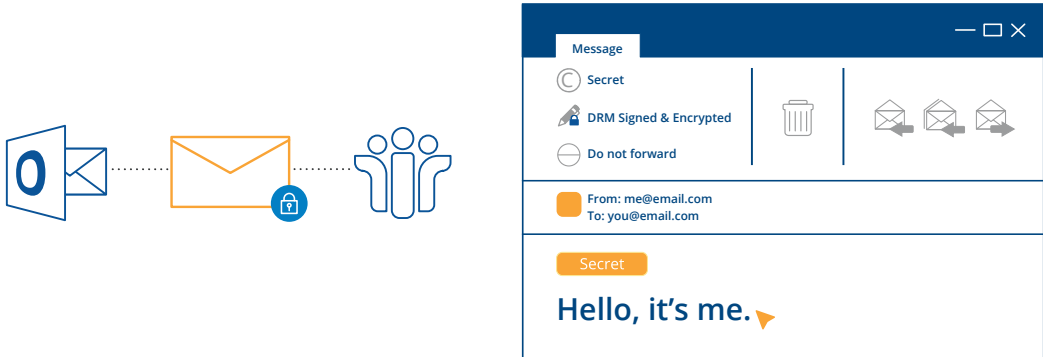 O
Message
Secret
DRM Signed & Encrypted
Do not forward
From: me@email.com
To: you@email.com
Secret
Hello, it's me.